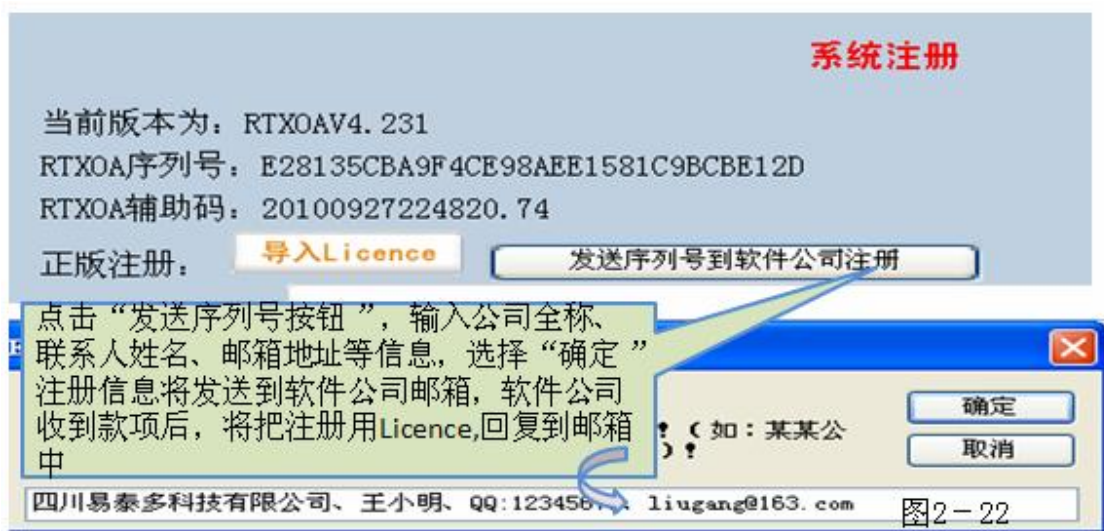 系统注册
当前版本为：RTXOAV4.231
RTXOA序列号：E28135CBA9F4CE98AEE1581C9BCBE12D
RTXOA辅助码：20100927224820.74
正版注册：
导入Licence
发送序列号到软件公司注册
点击“发送序列号按钮 ”，输入公司全称、
联系人姓名、邮箱地址等信息，选择“确定 ”
注册信息将发送到软件公司邮箱，软件公司
收到款项后，将把注册用Licence,回复到邮箱
中
！（如：某某公
）！
确定
取消
四川易泰多科技有限公司、王小明、QQ:1234567、liugang@163.com
图2－22